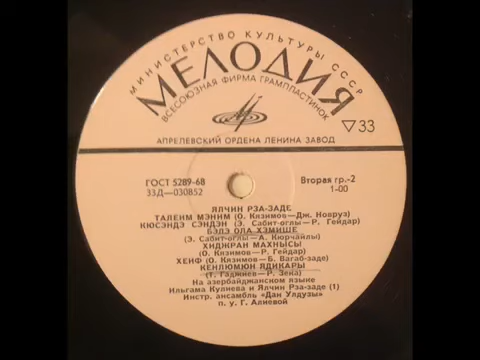 МИНИСТЕРСТВО КУЛЬТУРЫ СССР
МЕЛОДИЯ
ВСЕСОЮЗНАЯ ФИРМА ГРАМПЛАСТИНОК
АПРЕЛЕВСКИЙ ОРДЕНА ЛЕНИНА ЗАВОД
▽33
ГОСТ 5289-68
33Д—030852
Вторая гр.-2
1-00
ЯЛЧИН РЗА-ЗАДЕ
ТАЛЕИМ МЭНИМ (О. Кязимов—Дж. Новруз)
КЮСЭНДЭ СЭНДЭН (Э. Сабит-оглы—Р. Гейдар)
БЭЛЭ ОЛА ХЭМИШЕ
(Э. Сабит-оглы—А. Кюрчайлы)
ХИДЖРАН МАХНЫСЫ
(О. Кязимов—Р. Гейдар)
ХЕЙФ (О. Кязимов—Б. Вагаб-заде)
КЕНЛЮМЮН ЯДИКАРЫ
(Т. Гаджиев—Р. Зека)
На азербайджанском языке
Ильгама Кулиева и Ялчин Рза-заде (1)
Инстр. ансамбль «Дан Улдузы»
п. у. Г. Алиевой